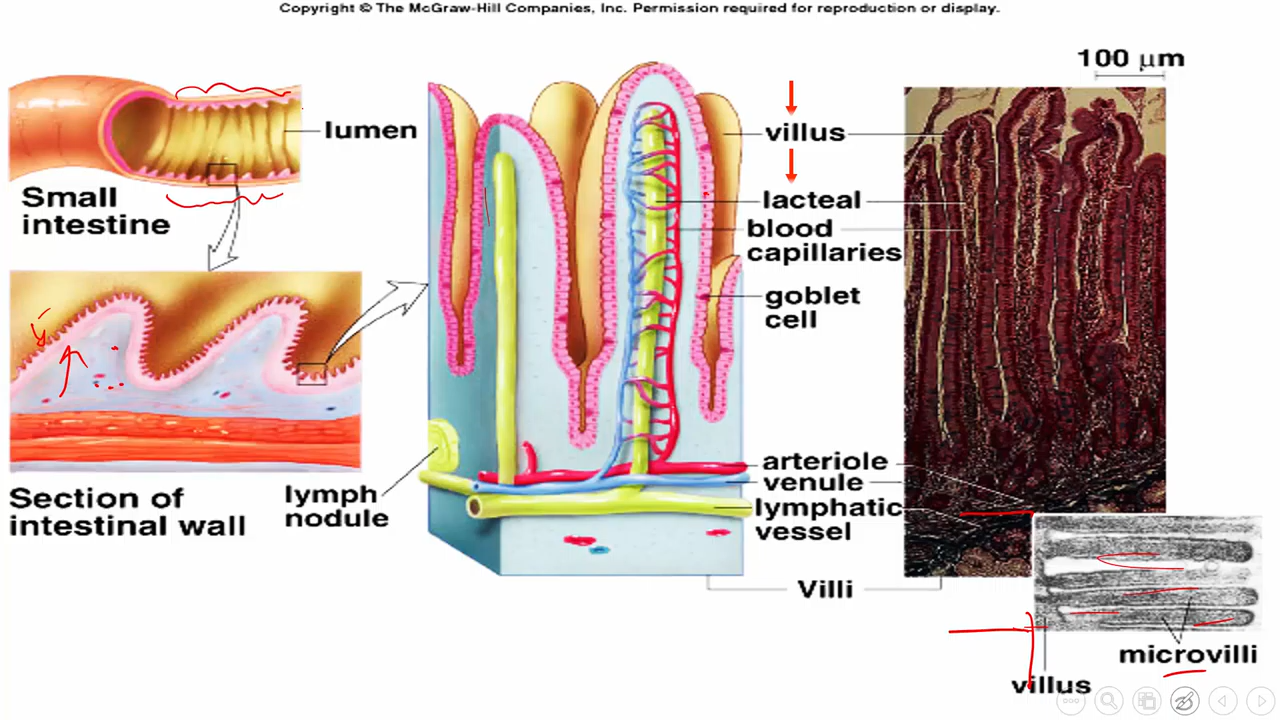 Copyright © The McGraw-Hill Companies, Inc. Permission required for reproduction or display.
100 μm
lumen
villus
Small
intestine
lacteal
blood
capillaries
goblet
cell
arteriole
venule
lymphatic
vessel
lymph
nodule
Section of
intestinal wall
Villi
microvilli
villus